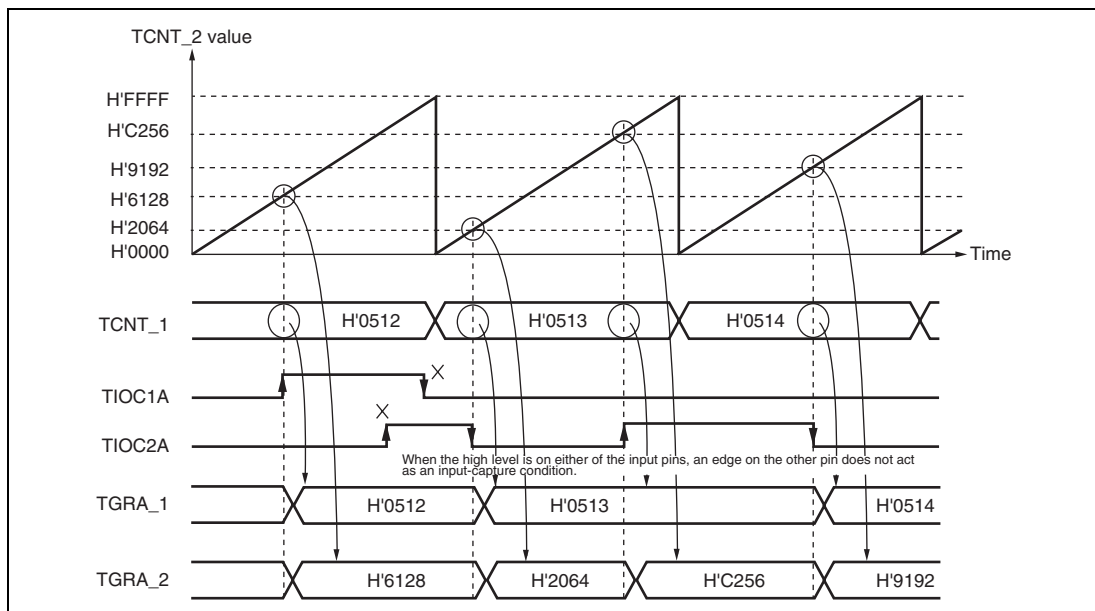 TCNT_2 value
H'FFFF
H'C256
H'9192
H'6128
H'2064
H'0000
Time
TCNT_1
H'0512
H'0513
H'0514
TIOC1A
TIOC2A
When the high level is on either of the input pins, an edge on the other pin does not act
as an input-capture condition.
TGRA_1
H'0512
H'0513
H'0514
TGRA_2
H'6128
H'2064
H'C256
H'9192